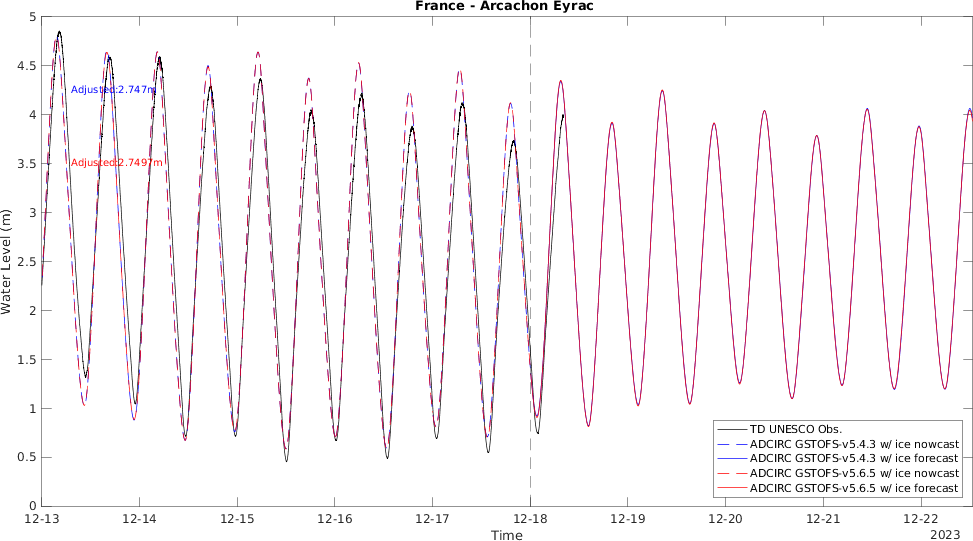 France - Arcachon Eyrac
Water Level (m)
5
4.5
4
3.5
3
2.5
2
1.5
1
0.5
0
Adjusted:2.747m
Adjusted:2.7497m
TD UNESCO Obs.
ADCIRC GSTOFS-v5.4.3 w/ ice nowcast
ADCIRC GSTOFS-v5.4.3 w/ ice forecast
ADCIRC GSTOFS-v5.6.5 w/ ice nowcast
ADCIRC GSTOFS-v5.6.5 w/ ice forecast
12-13 12-14 12-15 12-16 12-17 12-18 12-19 12-20 12-21 12-22
Time
2023